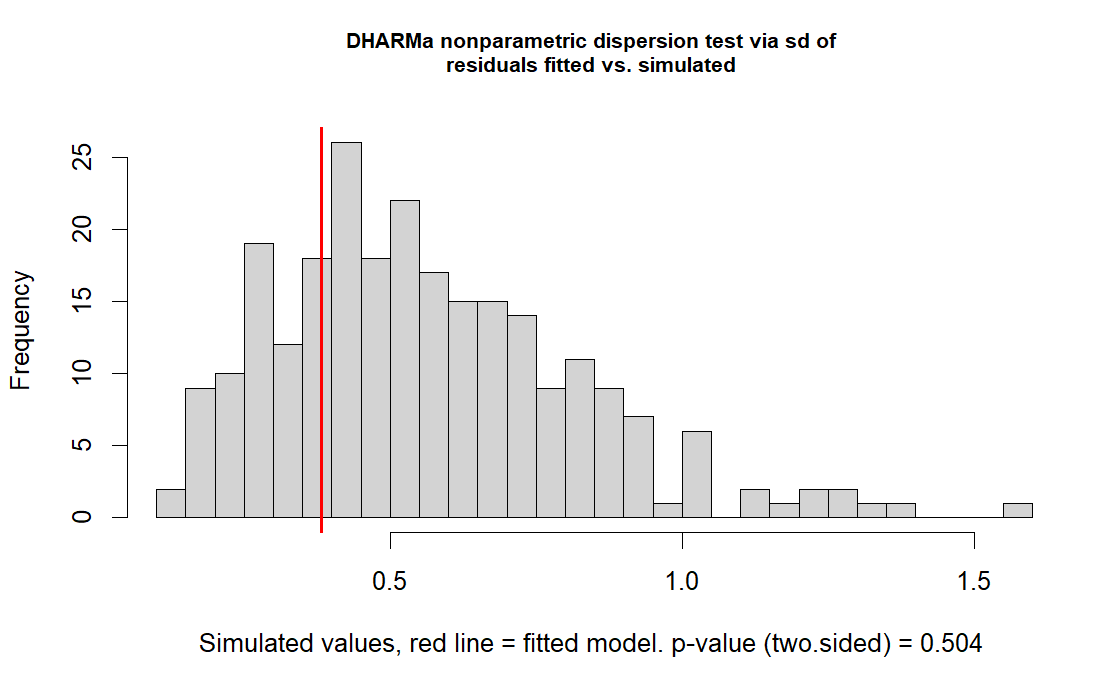 DHARMa nonparametric dispersion test via sd of
residuals fitted vs. simulated
Frequency
25
20
15
10
5
0
0.5 1.0 1.5
Simulated values, red line = fitted model. p-value (two.sided) = 0.504